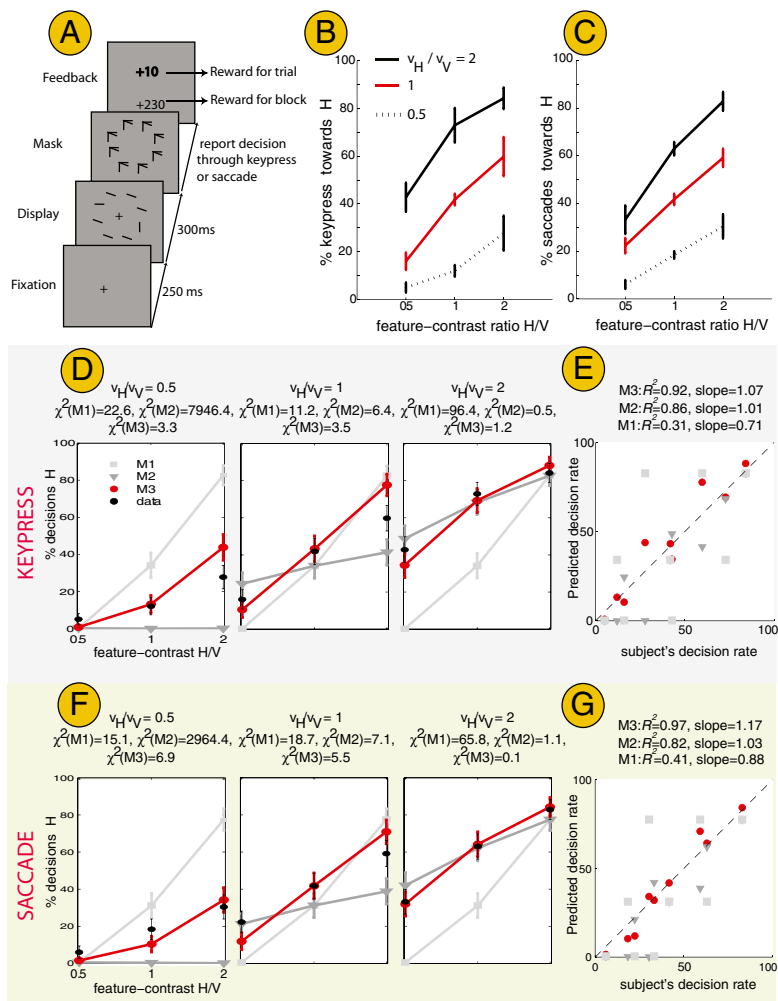 A
Feedback
+10
Reward for trial
+230
Reward for block
Mask
report decision
through keypress
or saccade
Display
+
300ms
Fixation
+
250 ms
B
% keypress towards H
100
80
60
40
20
0
v_H / v_V = 2
1
0.5
05 1 2
feature-contrast ratio H/V
C
% saccades towards H
100
80
60
40
20
0
05 1 2
feature-contrast ratio H/V
KEYPRESS
D
v_H/v_V = 0.5
χ²(M1)=22.6, χ²(M2)=7946.4,
χ²(M3)=3.3
v_H/v_V = 1
χ²(M1)=11.2, χ²(M2)=6.4,
χ²(M3)=3.5
v_H/v_V = 2
χ²(M1)=96.4, χ²(M2)=0.5,
χ²(M3)=1.2
% decisions H
100
80
60
40
20
0
M1
M2
M3
data
05 1 2
feature-contrast H/V
E
M3:R²=0.92, slope=1.07
M2:R²=0.86, slope=1.01
M1:R²=0.31, slope=0.71
Predicted decision rate
100
50
0
0 50 100
subject's decision rate
SACCADE
F
v_H/v_V = 0.5
χ²(M1)=15.1, χ²(M2)=2964.4,
χ²(M3)=6.9
v_H/v_V = 1
χ²(M1)=18.7, χ²(M2)=7.1,
χ²(M3)=5.5
v_H/v_V = 2
χ²(M1)=65.8, χ²(M2)=1.1,
χ²(M3)=0.1
% decisions H
100
80
60
40
20
0
05 1 2
feature-contrast H/V
G
M3:R²=0.97, slope=1.17
M2:R²=0.82, slope=1.03
M1:R²=0.41, slope=0.88
Predicted decision rate
100
50
0
0 50 100
subject's decision rate